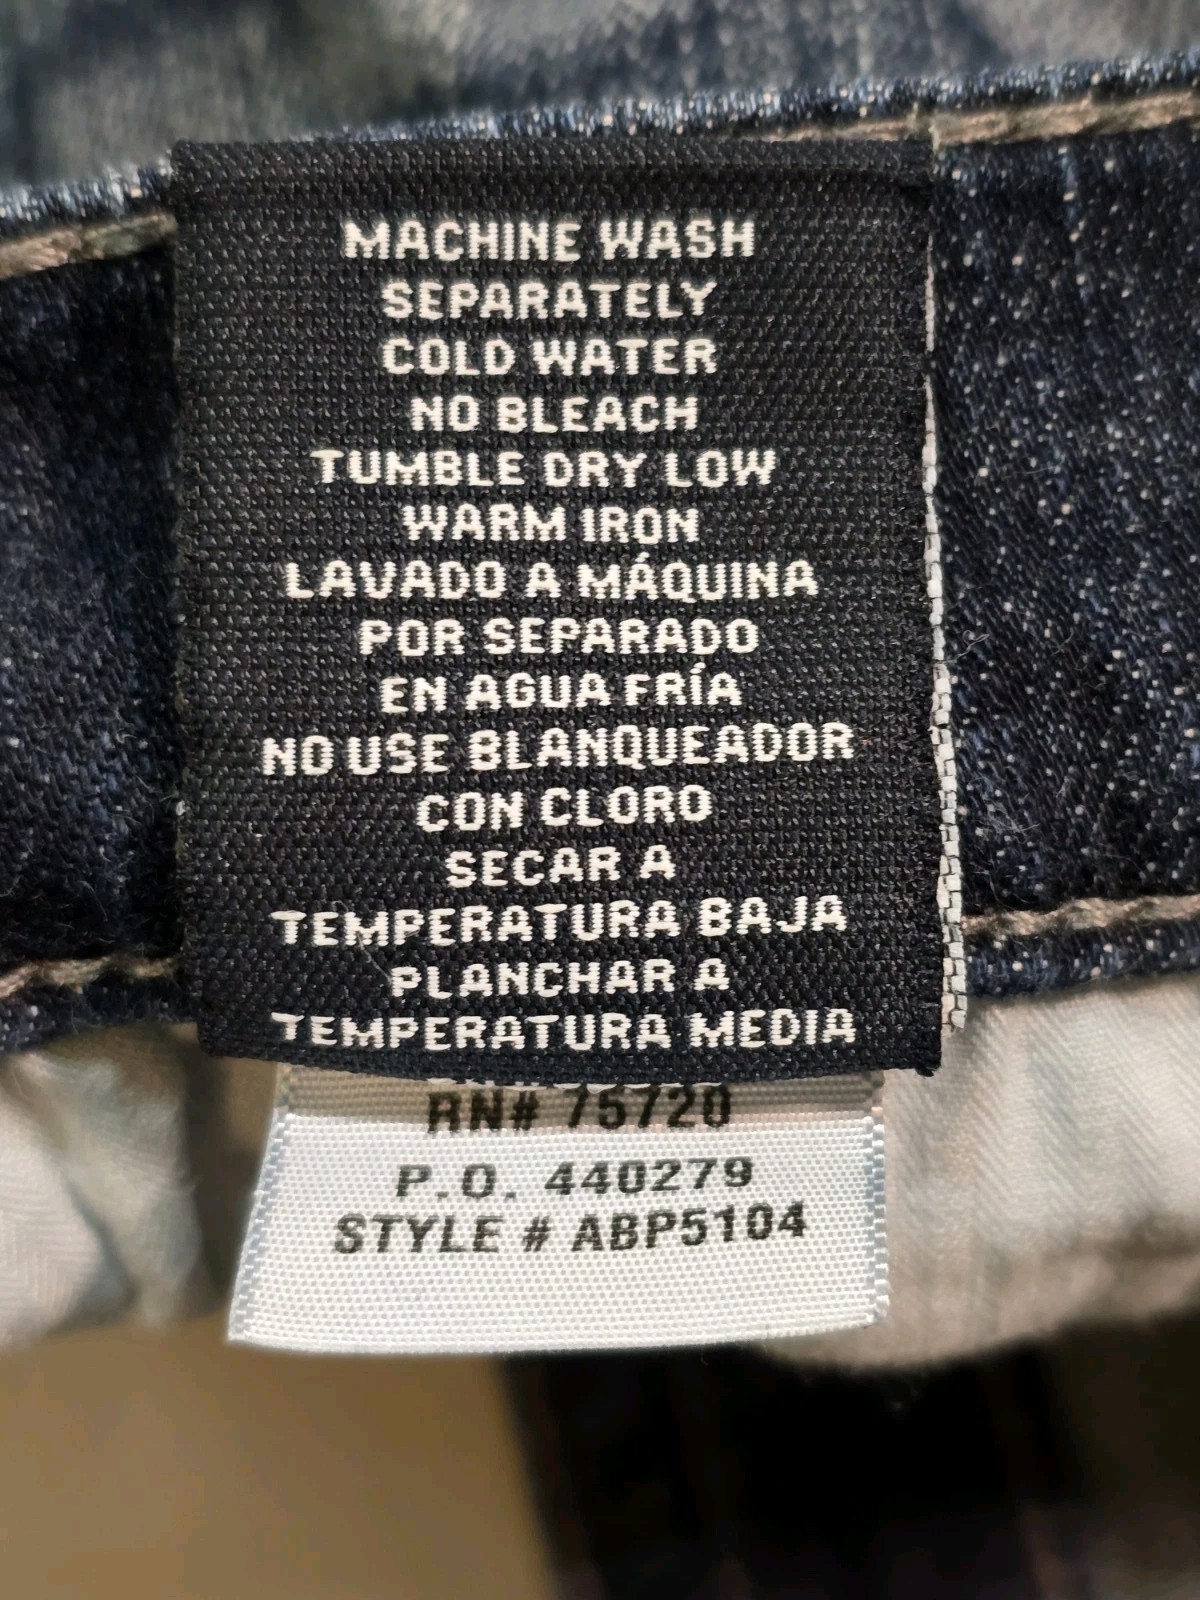 MACHINE WASH
SEPARATELY
COLD WATER
NO BLEACH
TUMBLE DRY LOW
WARM IRON
LAVADO A MÁQUINA
POR SEPARADO
EN AGUA FRÍA
NO USE BLANQUEADOR
CON CLORO
SECAR A
TEMPERATURA BAJA
PLANCHAR A
TEMPERATURA MEDIA
RN# 75720
P.O. 440279
STYLE # ABP5104